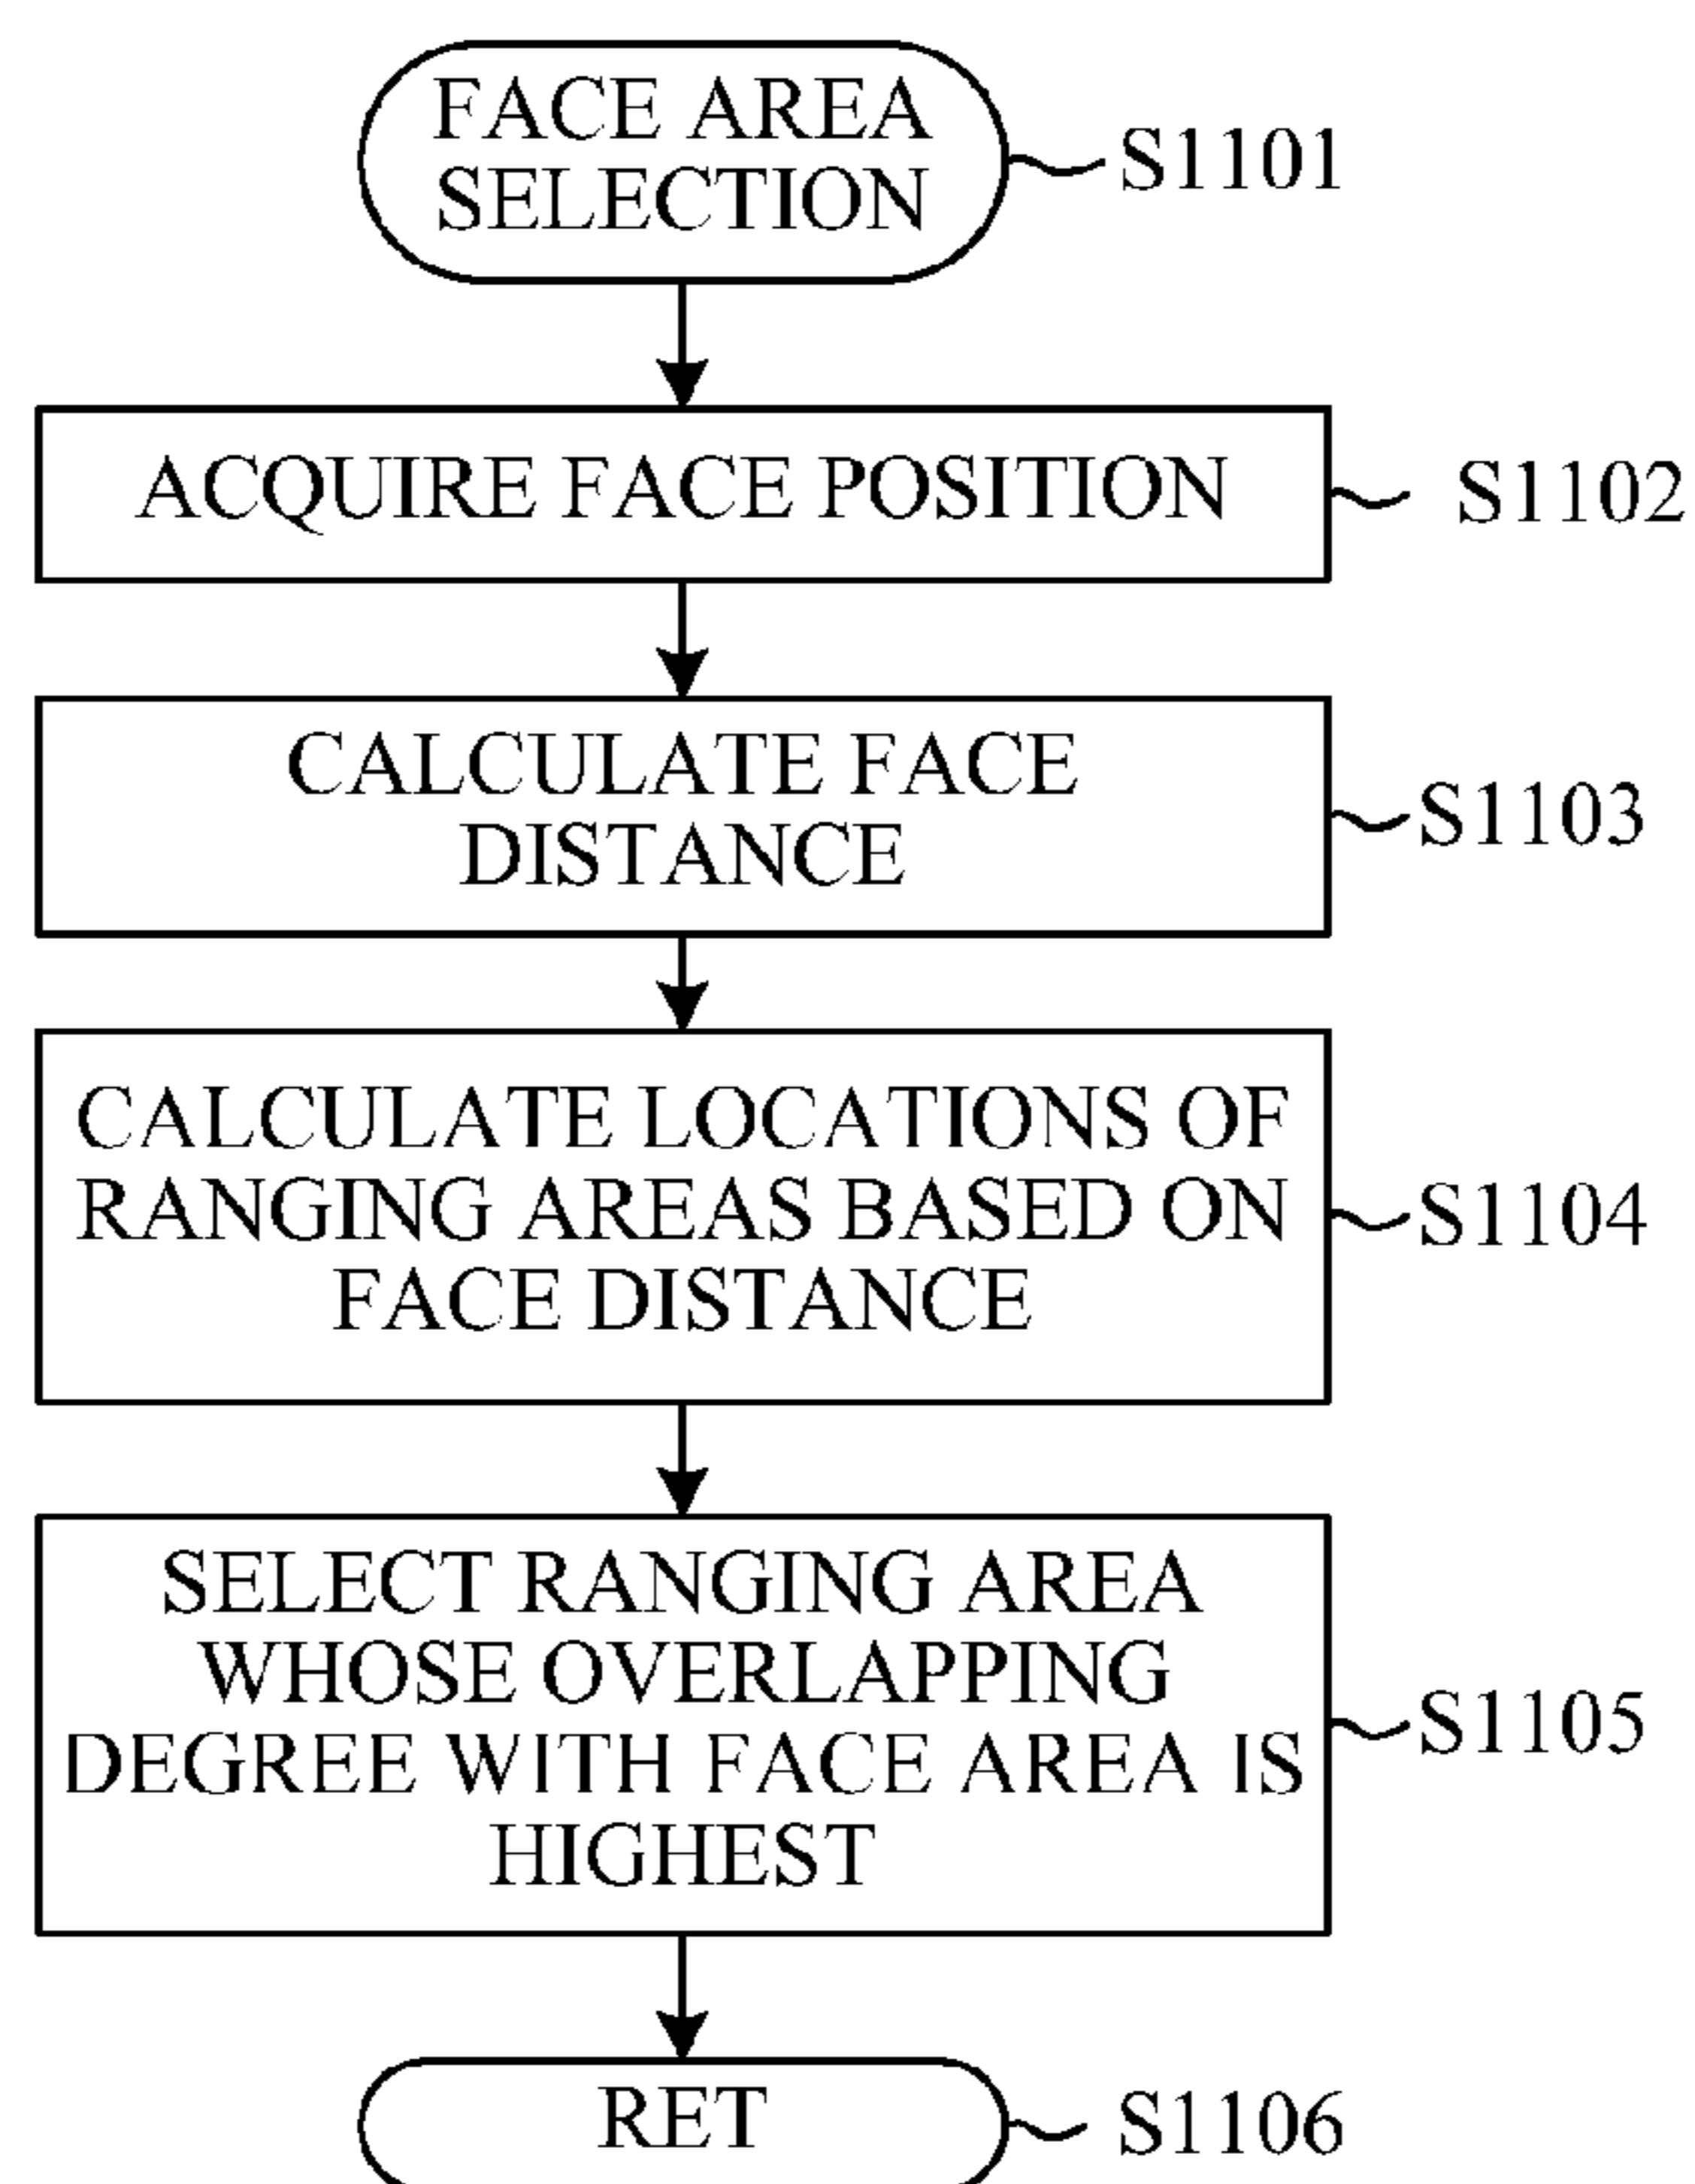 FACE AREA
SELECTION
S1101
ACQUIRE FACE POSITION
S1102
CALCULATE FACE
DISTANCE
S1103
CALCULATE LOCATIONS OF
RANGING AREAS BASED ON
FACE DISTANCE
S1104
SELECT RANGING AREA
WHOSE OVERLAPPING
DEGREE WITH FACE AREA IS
HIGHEST
S1105
RET
S1106